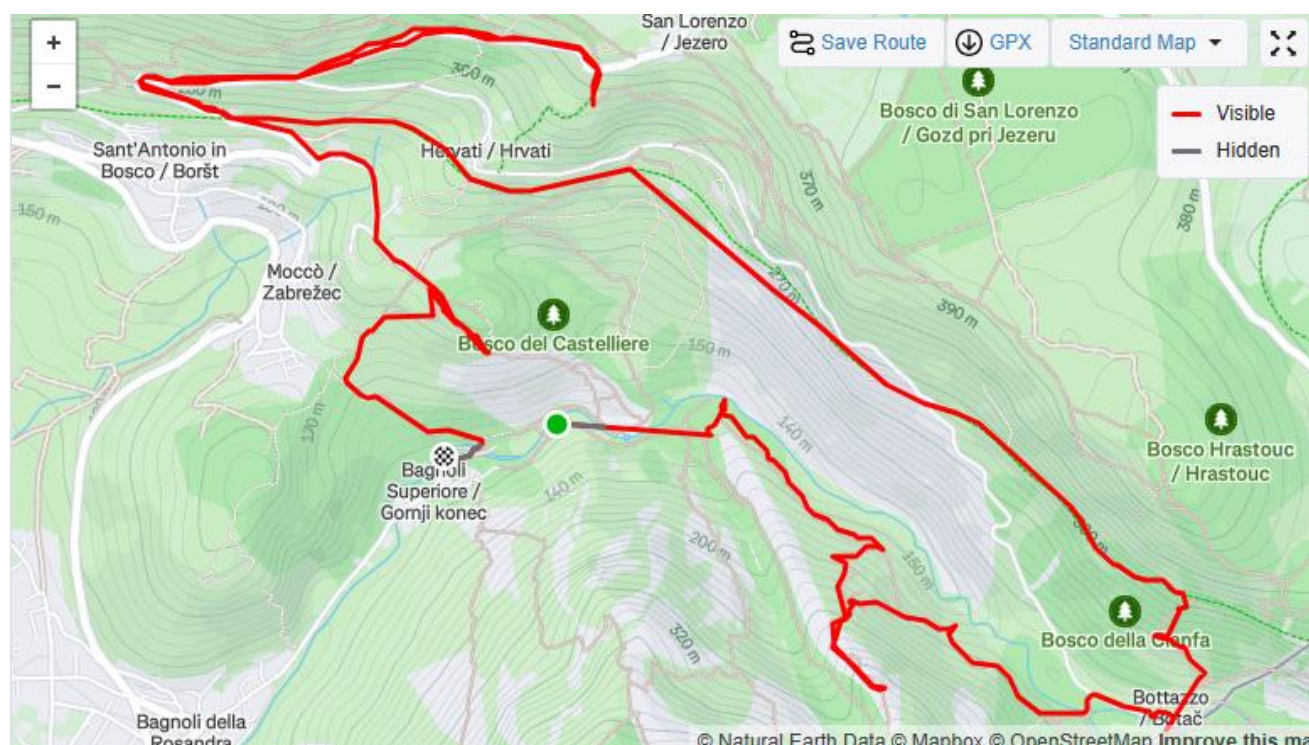 +
−
San Lorenzo
/ Jezero
Save Route
GPX
Standard Map
Visible
Hidden
Bosco di San Lorenzo
/ Gozd pri Jezeru
300 m
Sant'Antonio in
Bosco / Boršt
Hervati / Hrvati
370 m
380 m
150 m
Moccò /
Zabrežec
270 m
390 m
Bosco del Castelliere
150 m
170 m
140 m
Bosco Hrastouc
/ Hrastouc
Bagnoli
Superiore /
Gornji konec
140 m
200 m
150 m
320 m
Bosco della Cianfa
Bottazzo
/ Botač
Bagnoli della
Rosandra
© Natural Earth Data © Mapbox © OpenStreetMap Improve this ma